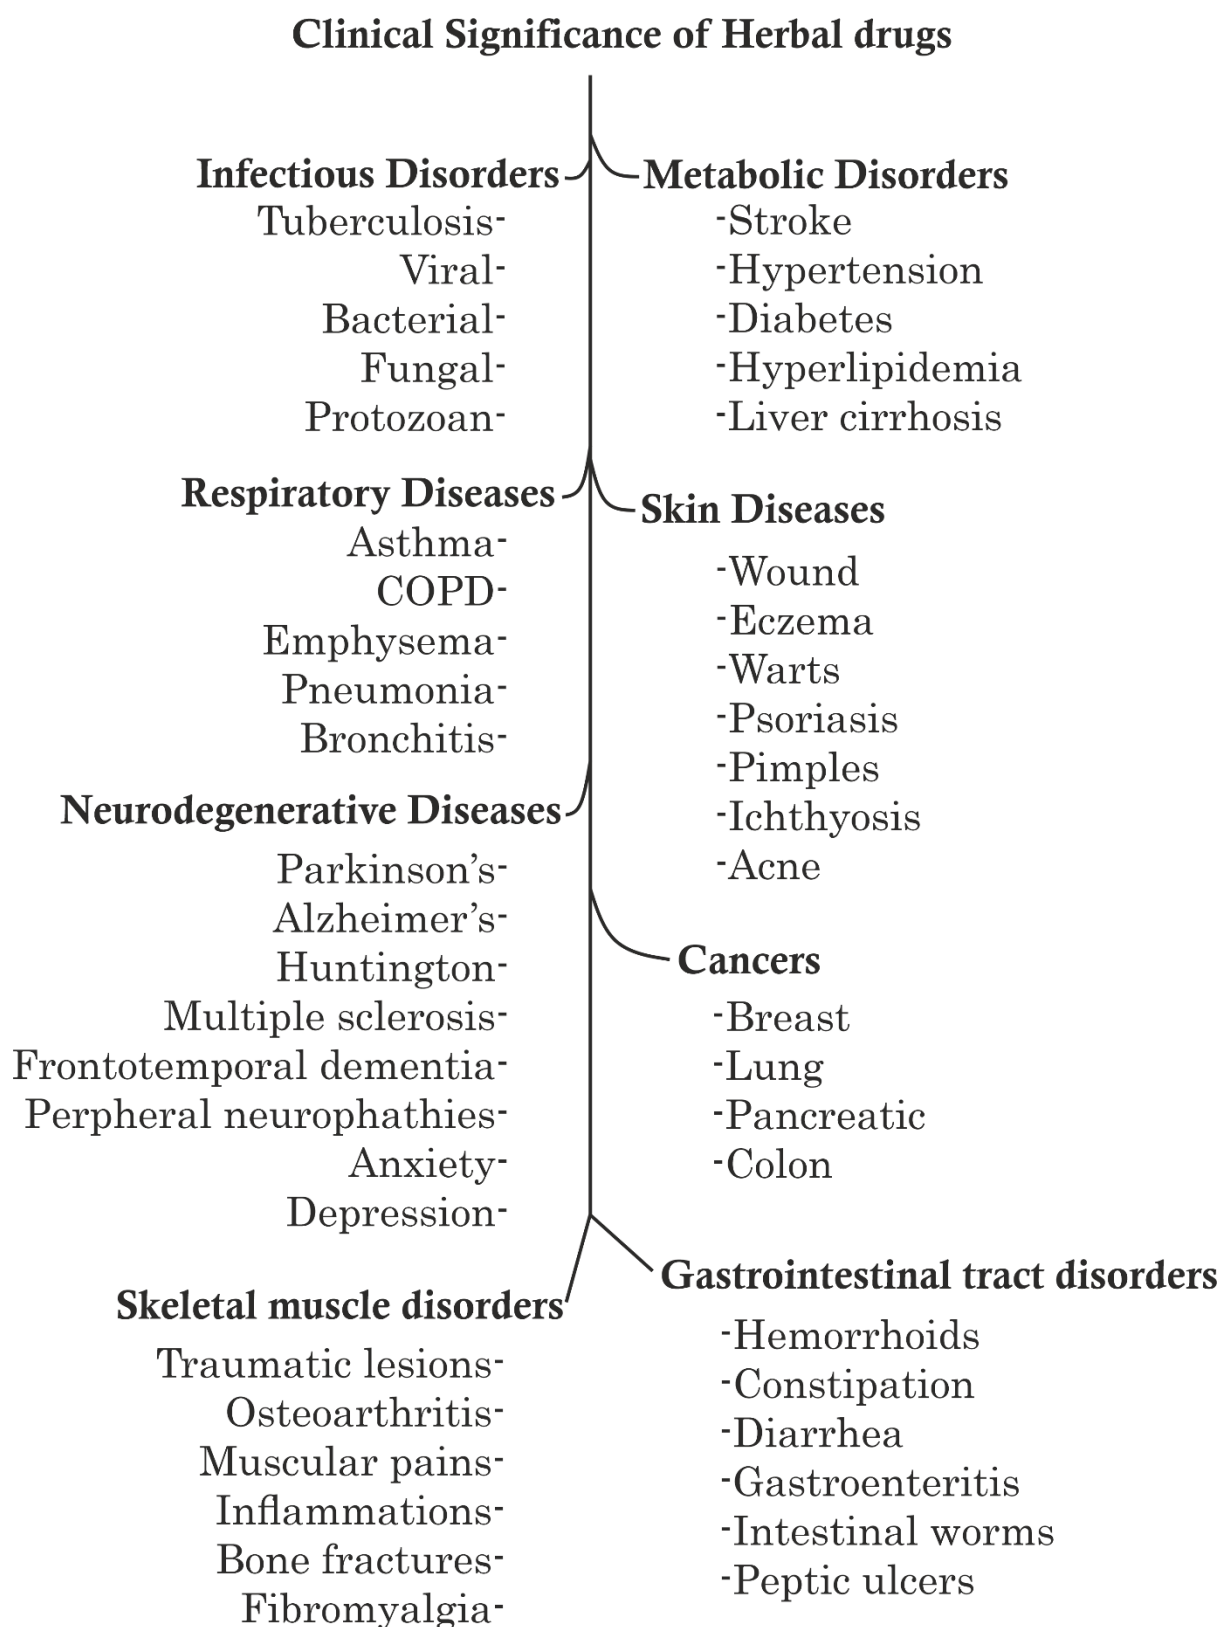 Clinical Significance of Herbal drugs
Infectious Disorders
Tuberculosis-
Viral-
Bacterial-
Fungal-
Protozoan-
Metabolic Disorders
-Stroke
-Hypertension
-Diabetes
-Hyperlipidemia
-Liver cirrhosis
Respiratory Diseases
Asthma-
COPD-
Emphysema-
Pneumonia-
Bronchitis-
Skin Diseases
-Wound
-Eczema
-Warts
-Psoriasis
-Pimples
-Ichthyosis
-Acne
Neurodegenerative Diseases
Parkinson’s-
Alzheimer’s-
Huntington-
Multiple sclerosis-
Frontotemporal dementia-
Perpheral neurophathies-
Anxiety-
Depression-
Cancers
-Breast
-Lung
-Pancreatic
-Colon
Skeletal muscle disorders
Traumatic lesions-
Osteoarthritis-
Muscular pains-
Inflammations-
Bone fractures-
Fibromyalgia-
Gastrointestinal tract disorders
-Hemorrhoids
-Constipation
-Diarrhea
-Gastroenteritis
-Intestinal worms
-Peptic ulcers